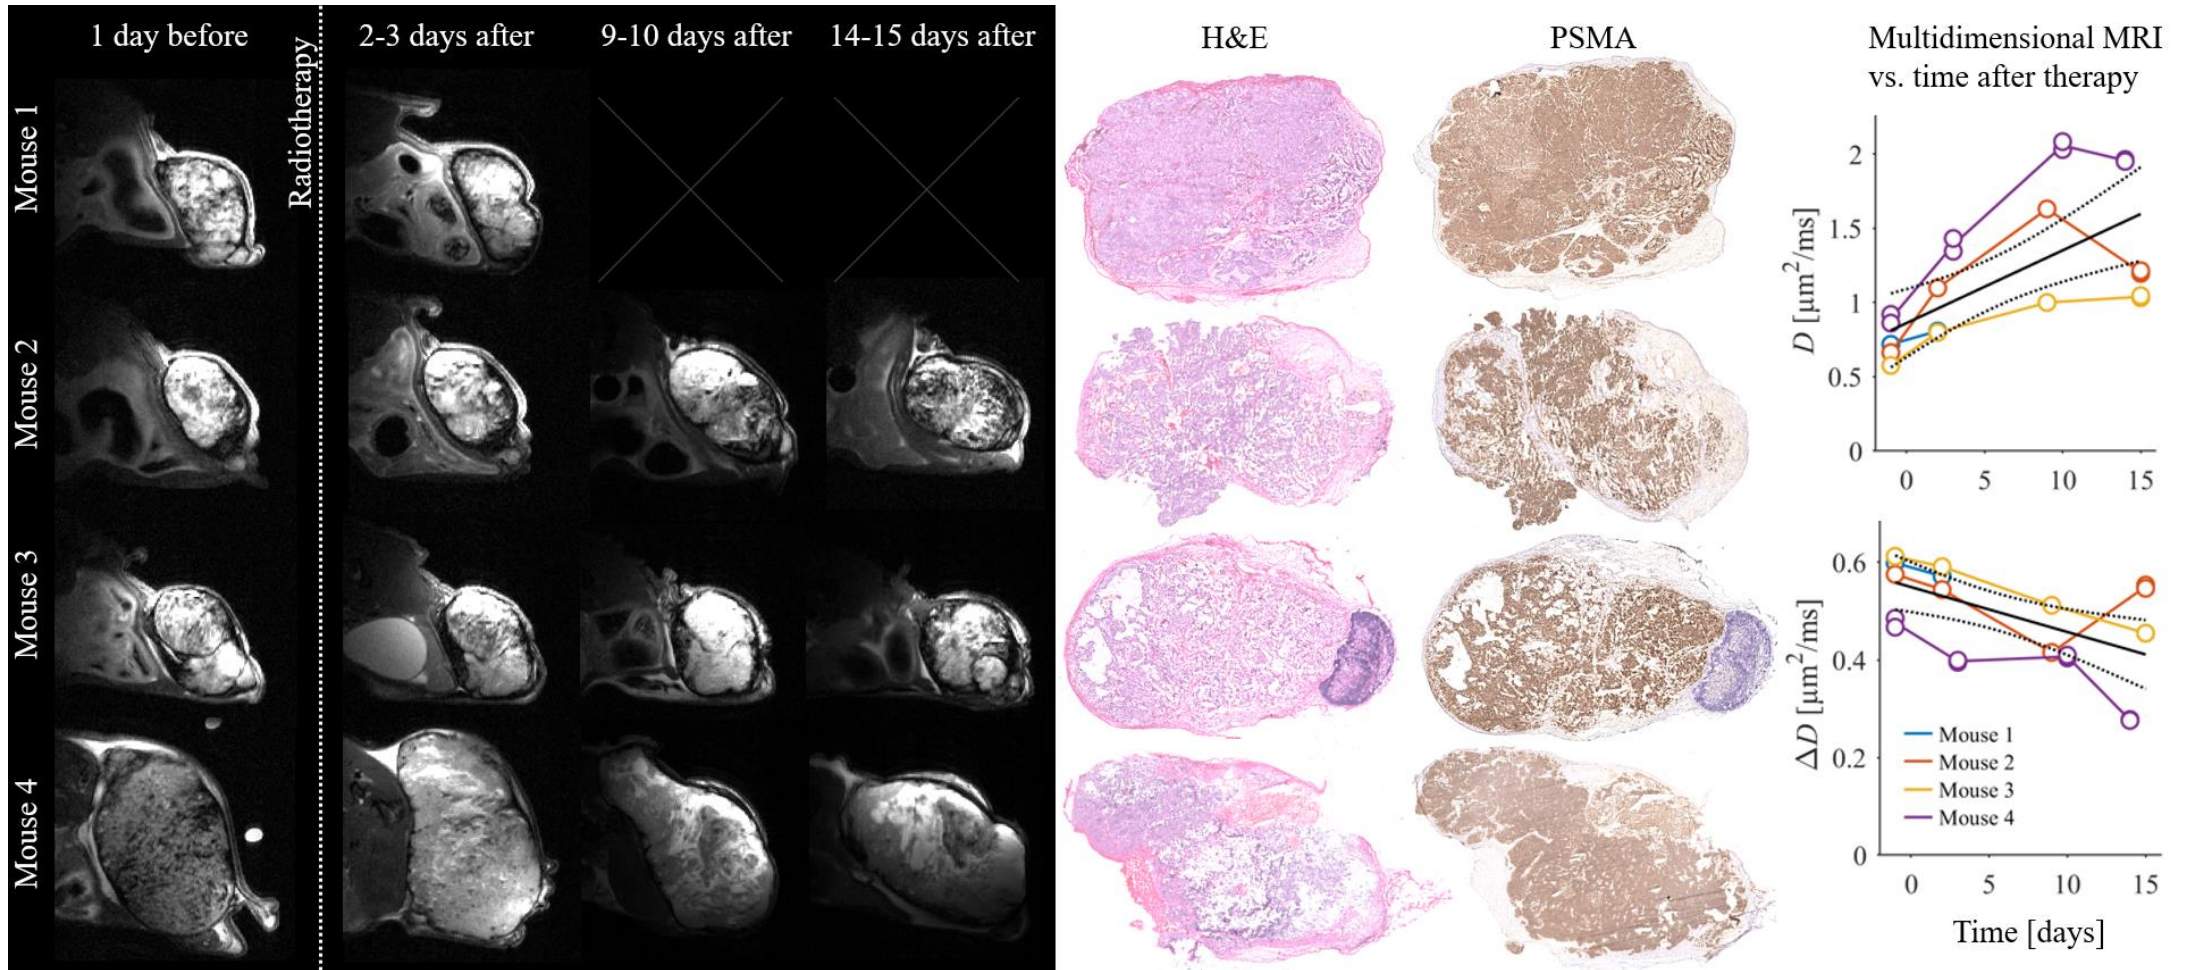 1 day before
Radiotherapy
2-3 days after
9-10 days after
14-15 days after
Mouse 1
Mouse 2
Mouse 3
Mouse 4
H&E
PSMA
Multidimensional MRI
vs. time after therapy
D [μm²/ms]
2
1.5
1
0.5
0
0 5 10 15
ΔD [μm²/ms]
0.6
0.4
0.2
0
Mouse 1
Mouse 2
Mouse 3
Mouse 4
0 5 10 15
Time [days]